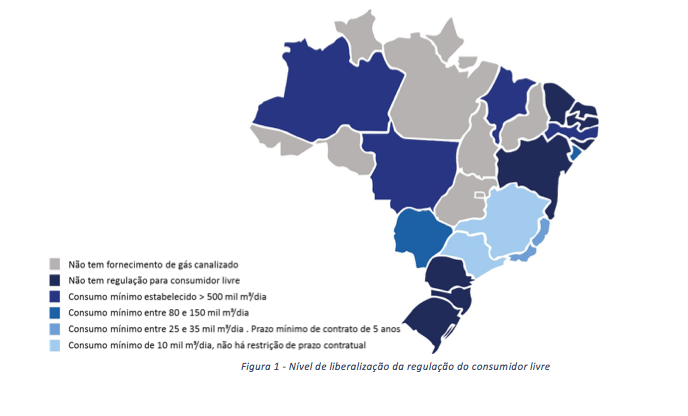 Não tem fornecimento de gás canalizado
Não tem regulação para consumidor livre
Consumo mínimo estabelecido > 500 mil m³/dia
Consumo mínimo entre 80 e 150 mil m³/dia
Consumo mínimo entre 25 e 35 mil m³/dia . Prazo mínimo de contrato de 5 anos
Consumo mínimo de 10 mil m³/dia, não há restrição de prazo contratual
Figura 1 - Nível de liberalização da regulação do consumidor livre